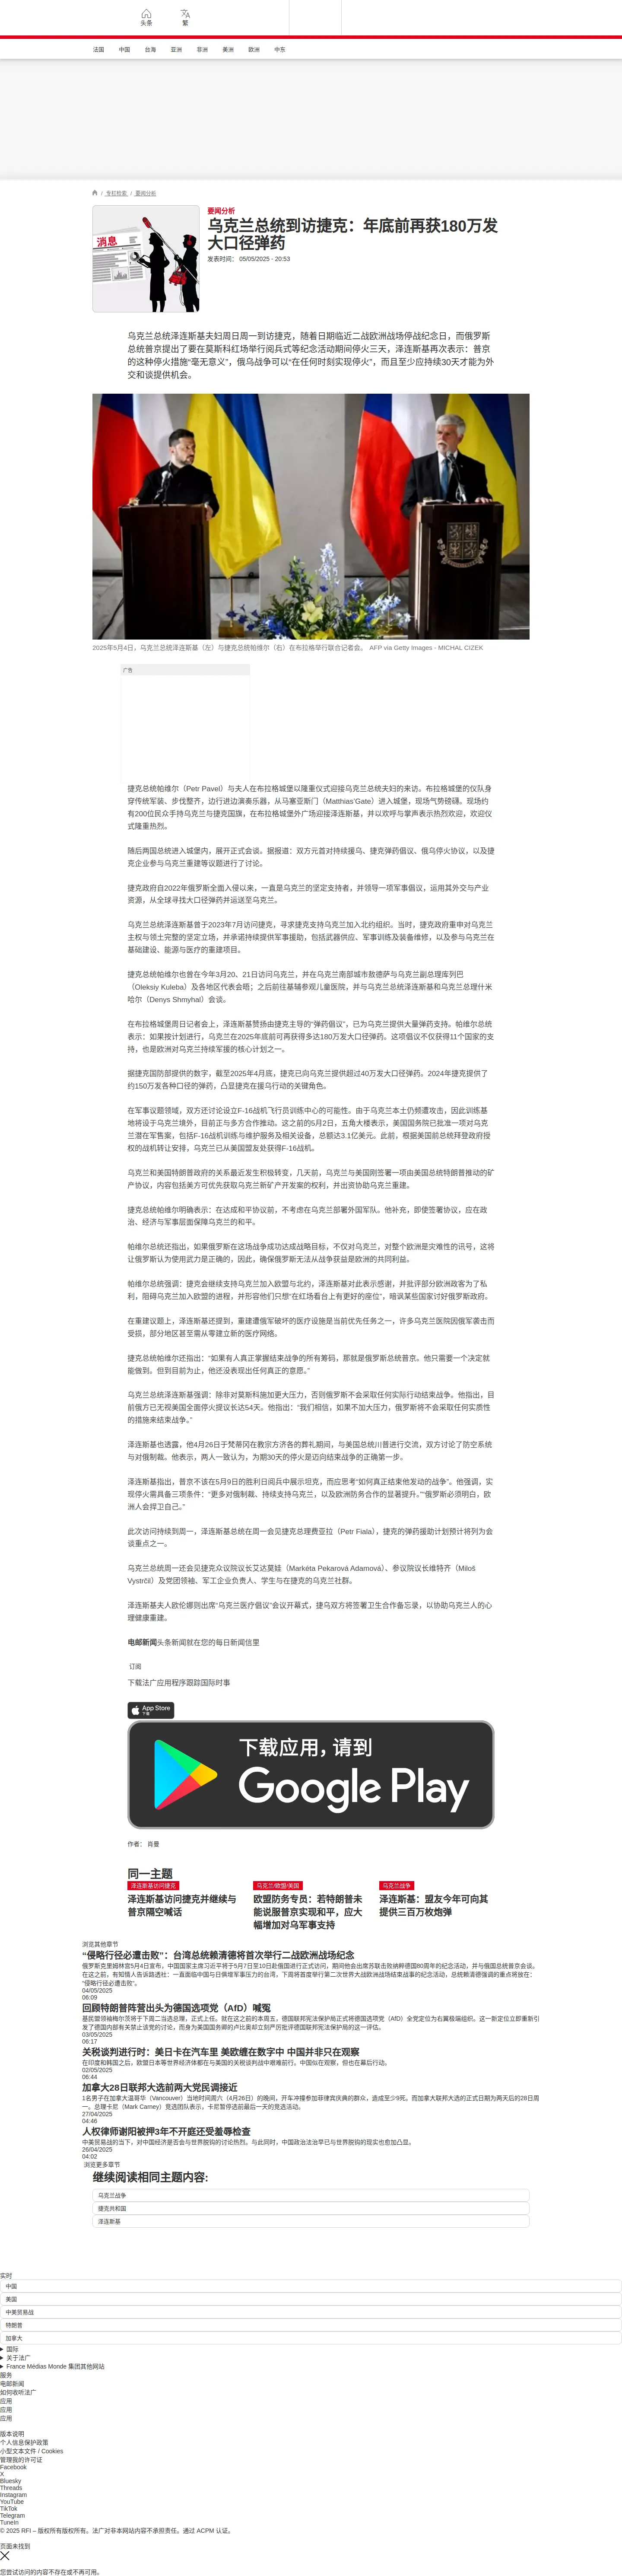 头条
繁
法国
中国
台海
亚洲
非洲
美洲
欧洲
中东
/ 专栏检索 / 要闻分析
消息
要闻分析
乌克兰总统到访捷克：年底前再获180万发
大口径弹药
发表时间： 05/05/2025 - 20:53
乌克兰总统泽连斯基夫妇周日周一到访捷克，随着日期临近二战欧洲战场停战纪念日，而俄罗斯
总统普京提出了要在莫斯科红场举行阅兵式等纪念活动期间停火三天，泽连斯基再次表示：普京
的这种停火措施“毫无意义”，俄乌战争可以“在任何时刻实现停火”，而且至少应持续30天才能为外
交和谈提供机会。
2025年5月4日，乌克兰总统泽连斯基（左）与捷克总统帕维尔（右）在布拉格举行联合记者会。 AFP via Getty Images - MICHAL CIZEK
广告
捷克总统帕维尔（Petr Pavel）与夫人在布拉格城堡以隆重仪式迎接乌克兰总统夫妇的来访。布拉格城堡的仪队身
穿传统军装、步伐整齐，边行进边演奏乐器，从马塞亚斯门（Matthias’Gate）进入城堡，现场气势磅礴。现场约
有200位民众手持乌克兰与捷克国旗，在布拉格城堡外广场迎接泽连斯基，并以欢呼与掌声表示热烈欢迎，欢迎仪
式隆重热烈。
随后两国总统进入城堡内，展开正式会谈。据报道：双方元首对持续援乌、捷克弹药倡议、俄乌停火协议，以及捷
克企业参与乌克兰重建等议题进行了讨论。
捷克政府自2022年俄罗斯全面入侵以来，一直是乌克兰的坚定支持者，并领导一项军事倡议，运用其外交与产业
资源，从全球寻找大口径弹药并运送至乌克兰。
乌克兰总统泽连斯基曾于2023年7月访问捷克，寻求捷克支持乌克兰加入北约组织。当时，捷克政府重申对乌克兰
主权与领土完整的坚定立场，并承诺持续提供军事援助，包括武器供应、军事训练及装备维修，以及参与乌克兰在
基础建设、能源与医疗的重建项目。
捷克总统帕维尔也曾在今年3月20、21日访问乌克兰，并在乌克兰南部城市敖德萨与乌克兰副总理库列巴
（Oleksiy Kuleba）及各地区代表会晤；之后前往基辅参观儿童医院，并与乌克兰总统泽连斯基和乌克兰总理什米
哈尔（Denys Shmyhal）会谈。
在布拉格城堡周日记者会上，泽连斯基赞扬由捷克主导的“弹药倡议”，已为乌克兰提供大量弹药支持。帕维尔总统
表示：如果按计划进行，乌克兰在2025年底前可再获得多达180万发大口径弹药。这项倡议不仅获得11个国家的支
持，也是欧洲对乌克兰持续军援的核心计划之一。
据捷克国防部提供的数字，截至2025年4月底，捷克已向乌克兰提供超过40万发大口径弹药。2024年捷克提供了
约150万发各种口径的弹药，凸显捷克在援乌行动的关键角色。
在军事议题领域，双方还讨论设立F-16战机飞行员训练中心的可能性。由于乌克兰本土仍频遭攻击，因此训练基
地将设于乌克兰境外，目前正与多方合作推动。这之前的5月2日，五角大楼表示，美国国务院已批准一项对乌克
兰潜在军售案，包括F-16战机训练与维护服务及相关设备，总额达3.1亿美元。此前，根据美国前总统拜登政府授
权的战机转让安排，乌克兰已从美国盟友处获得F-16战机。
乌克兰和美国特朗普政府的关系最近发生积极转变，几天前，乌克兰与美国刚签署一项由美国总统特朗普推动的矿
产协议，内容包括美方可优先获取乌克兰新矿产开发案的权利，并出资协助乌克兰重建。
捷克总统帕维尔明确表示：在达成和平协议前，不考虑在乌克兰部署外国军队。他补充，即使签署协议，应在政
治、经济与军事层面保障乌克兰的和平。
帕维尔总统还指出，如果俄罗斯在这场战争成功达成战略目标，不仅对乌克兰，对整个欧洲是灾难性的讯号，这将
让俄罗斯认为使用武力是正确的，因此，确保俄罗斯无法从战争获益是欧洲的共同利益。
帕维尔总统强调：捷克会继续支持乌克兰加入欧盟与北约，泽连斯基对此表示感谢，并批评部分欧洲政客为了私
利，阻碍乌克兰加入欧盟的进程，并形容他们只想“在红场看台上有更好的座位”，暗讽某些国家讨好俄罗斯政府。
在重建议题上，泽连斯基还提到，重建遭俄军破坏的医疗设施是当前优先任务之一，许多乌克兰医院因俄军袭击而
受损，部分地区甚至需从零建立新的医疗网络。
捷克总统帕维尔还指出：“如果有人真正掌握结束战争的所有筹码，那就是俄罗斯总统普京。他只需要一个决定就
能做到。但到目前为止，他还没表现出任何真正的意愿。”
乌克兰总统泽连斯基强调：除非对莫斯科施加更大压力，否则俄罗斯不会采取任何实际行动结束战争。他指出，目
前俄方已无视美国全面停火提议长达54天。他指出：“我们相信，如果不加大压力，俄罗斯将不会采取任何实质性
的措施来结束战争。”
泽连斯基也透露，他4月26日于梵蒂冈在教宗方济各的葬礼期间，与美国总统川普进行交流，双方讨论了防空系统
与对俄制裁。他表示，两人一致认为，为期30天的停火是迈向结束战争的正确第一步。
泽连斯基指出，普京不该在5月9日的胜利日阅兵中展示坦克，而应思考“如何真正结束他发动的战争”。他强调，实
现停火需具备三项条件：“更多对俄制裁、持续支持乌克兰，以及欧洲防务合作的显著提升。”“俄罗斯必须明白，欧
洲人会捍卫自己。”
此次访问持续到周一，泽连斯基总统在周一会见捷克总理费亚拉（Petr Fiala），捷克的弹药援助计划预计将列为会
谈重点之一。
乌克兰总统周一还会见捷克众议院议长艾达莫娃（Markéta Pekarová Adamová）、参议院议长维特齐（Miloš
Vystrčil）及党团领袖、军工企业负责人、学生与在捷克的乌克兰社群。
泽连斯基夫人欧伦娜则出席“乌克兰医疗倡议”会议开幕式，捷乌双方将签署卫生合作备忘录，以协助乌克兰人的心
理健康重建。
电邮新闻头条新闻就在您的每日新闻信里
订阅
下载法广应用程序跟踪国际时事
App Store
下载
下载应用，请到
Google Play
作者： 肖曼
同一主题
泽连斯基访问捷克
泽连斯基访问捷克并继续与
普京隔空喊话
乌克兰/欧盟/美国
欧盟防务专员：若特朗普未
能说服普京实现和平，应大
幅增加对乌军事支持
乌克兰战争
泽连斯基：盟友今年可向其
提供三百万枚炮弹
浏览其他章节
“侵略行径必遭击败”：台湾总统赖清德将首次举行二战欧洲战场纪念
俄罗斯克里姆林宫5月4日宣布，中国国家主席习近平将于5月7日至10日赴俄国进行正式访问，期间他会出席苏联击败纳粹德国80周年的纪念活动，并与俄国总统普京会谈。
在这之前，有知情人告诉路透社：一直面临中国与日俱增军事压力的台湾，下周将首度举行第二次世界大战欧洲战场结束战事的纪念活动，总统赖清德强调的重点将放在：
“侵略行径必遭击败”。
04/05/2025
06:09
回顾特朗普阵营出头为德国选项党（AfD）喊冤
基民盟领袖梅尔茨将于下周二当选总理，正式上任。就在这之前的本周五，德国联邦宪法保护局正式将德国选项党（AfD）全党定位为右翼极端组织。这一新定位立即重新引
发了德国内部有关禁止该党的讨论，而身为美国国务卿的卢比奥却立刻严厉批评德国联邦宪法保护局的这一评估。
03/05/2025
06:17
关税谈判进行时：美日卡在汽车里 美欧缠在数字中 中国并非只在观察
在印度和韩国之后，欧盟日本等世界经济体都在与美国的关税谈判战中艰难前行。中国似在观察，但也在幕后行动。
02/05/2025
06:44
加拿大28日联邦大选前两大党民调接近
1名男子在加拿大温哥华（Vancouver）当地时间周六（4月26日）的晚间，开车冲撞参加菲律宾庆典的群众，造成至少9死。而加拿大联邦大选的正式日期为两天后的28日周
一。总理卡尼（Mark Carney）竞选团队表示，卡尼暂停选前最后一天的竞选活动。
27/04/2025
04:46
人权律师谢阳被押3年不开庭还受羞辱检查
中美贸易战的当下，对中国经济是否会与世界脱钩的讨论热烈。与此同时，中国政治法治早已与世界脱钩的现实也愈加凸显。
26/04/2025
04:02
浏览更多章节
继续阅读相同主题内容:
乌克兰战争
捷克共和国
泽连斯基
实时
中国
美国
中美贸易战
特朗普
加拿大
国际
关于法广
France Médias Monde 集团其他网站
服务
电邮新闻
如何收听法广
应用
应用
应用
版本说明
个人信息保护政策
小型文本文件 / Cookies
管理我的许可证
Facebook
X
Bluesky
Threads
Instagram
YouTube
TikTok
Telegram
TuneIn
© 2025 RFI – 版权所有版权所有。法广对非本网站内容不承担责任。通过 ACPM 认证。
页面未找到
您尝试访问的内容不存在或不再可用。